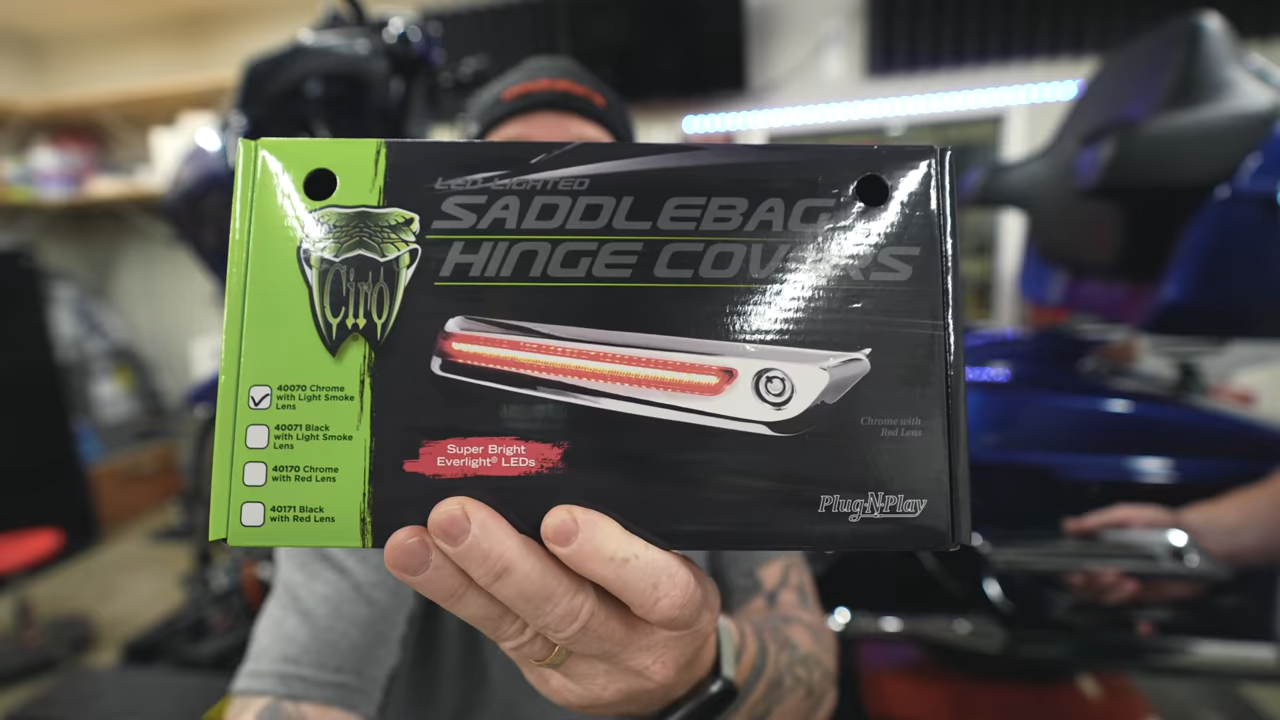 LED LIGHTED
SADDLEBAG
HINGE COVERS
Ciro
40070 Chrome
with Light Smoke
Lens
40071 Black
with Light Smoke
Lens
40170 Chrome
with Red Lens
40171 Black
with Red Lens
Super Bright
Everlight® LEDs
Chrome with
Red Lens
PlugNPlay